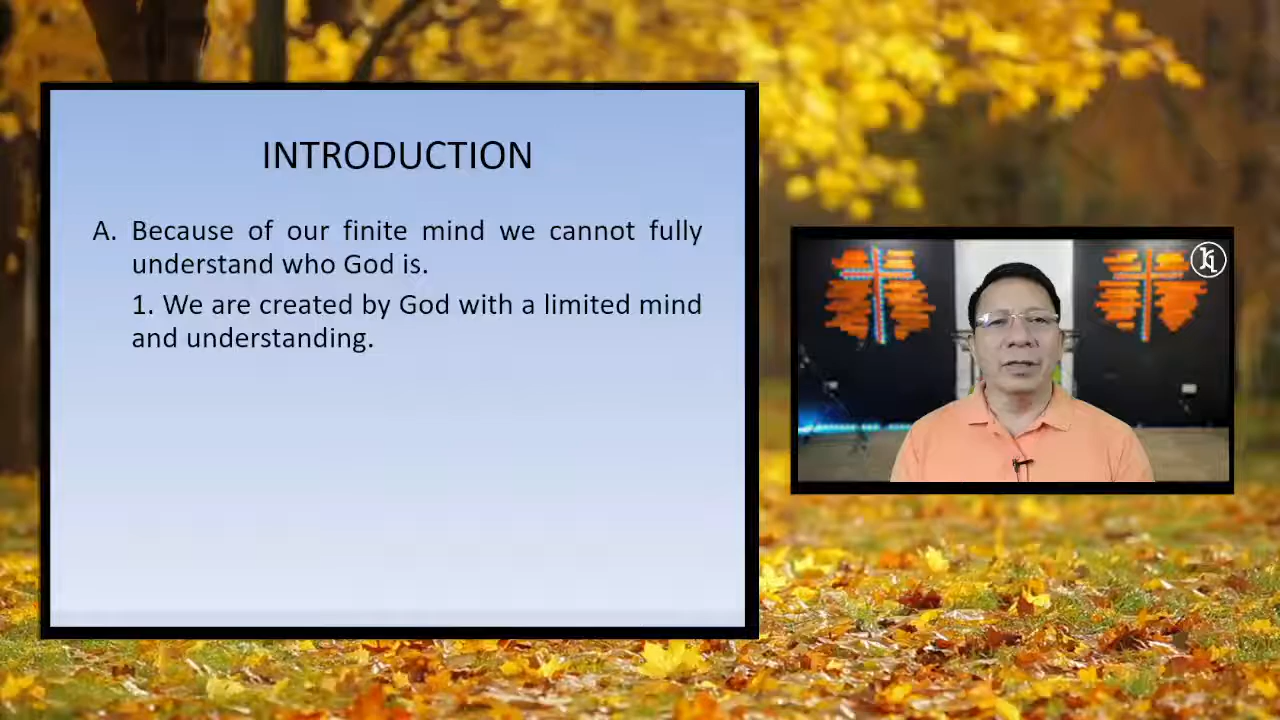 INTRODUCTION
A. Because of our finite mind we cannot fully
understand who God is.
1. We are created by God with a limited mind
and understanding.